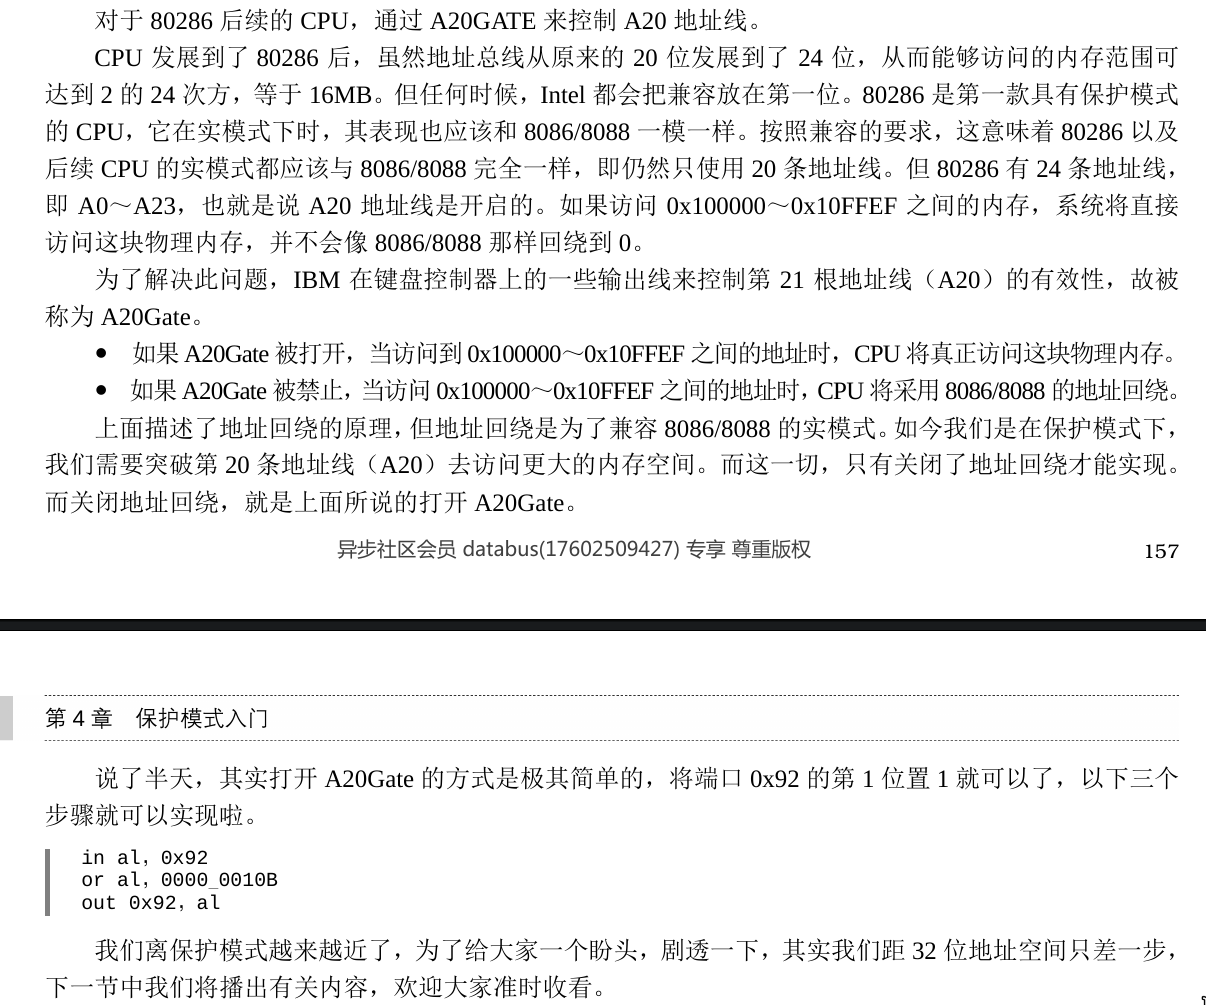 对于 80286 后续的 CPU，通过 A20GATE 来控制 A20 地址线。
CPU 发展到了 80286 后，虽然地址总线从原来的 20 位发展到了 24 位，从而能够访问的内存范围可
达到 2 的 24 次方，等于 16MB。但任何时候，Intel 都会把兼容放在第一位。80286 是第一款具有保护模式
的 CPU，它在实模式下时，其表现也应该和 8086/8088 一模一样。按照兼容的要求，这意味着 80286 以及
后续 CPU 的实模式都应该与 8086/8088 完全一样，即仍然只使用 20 条地址线。但 80286 有 24 条地址线，
即 A0～A23，也就是说 A20 地址线是开启的。如果访问 0x100000～0x10FFEF 之间的内存，系统将直接
访问这块物理内存，并不会像 8086/8088 那样回绕到 0。
为了解决此问题，IBM 在键盘控制器上的一些输出线来控制第 21 根地址线（A20）的有效性，故被
称为 A20Gate。
● 如果 A20Gate 被打开，当访问到 0x100000～0x10FFEF 之间的地址时，CPU 将真正访问这块物理内存。
● 如果 A20Gate 被禁止，当访问 0x100000～0x10FFEF 之间的地址时，CPU 将采用 8086/8088 的地址回绕。
上面描述了地址回绕的原理，但地址回绕是为了兼容 8086/8088 的实模式。如今我们是在保护模式下，
我们需要突破第 20 条地址线（A20）去访问更大的内存空间。而这一切，只有关闭了地址回绕才能实现。
而关闭地址回绕，就是上面所说的打开 A20Gate。
异步社区会员 databus(17602509427) 专享 尊重版权
157
第 4 章 保护模式入门
说了半天，其实打开 A20Gate 的方式是极其简单的，将端口 0x92 的第 1 位置 1 就可以了，以下三个
步骤就可以实现啦。
in al，0x92
or al，0000_0010B
out 0x92，al
我们离保护模式越来越近了，为了给大家一个盼头，剧透一下，其实我们距 32 位地址空间只差一步，
下一节中我们将播出有关内容，欢迎大家准时收看。